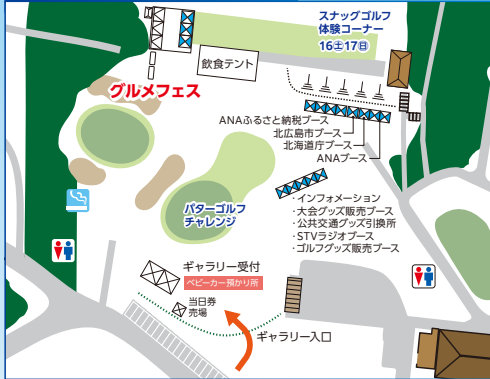 スナッグゴルフ
体験コーナー
16㊏17㊐
飲食テント
グルメフェス
ANAふるさと納税ブース
北広島市ブース
北海道庁ブース
ANAブース
パターゴルフ
チャレンジ
・インフォメーション
・大会グッズ販売ブース
・公共交通グッズ引換所
・STVラジオブース
・ゴルフグッズ販売ブース
ギャラリー受付
ベビーカー預かり所
当日券
売場
ギャラリー入口